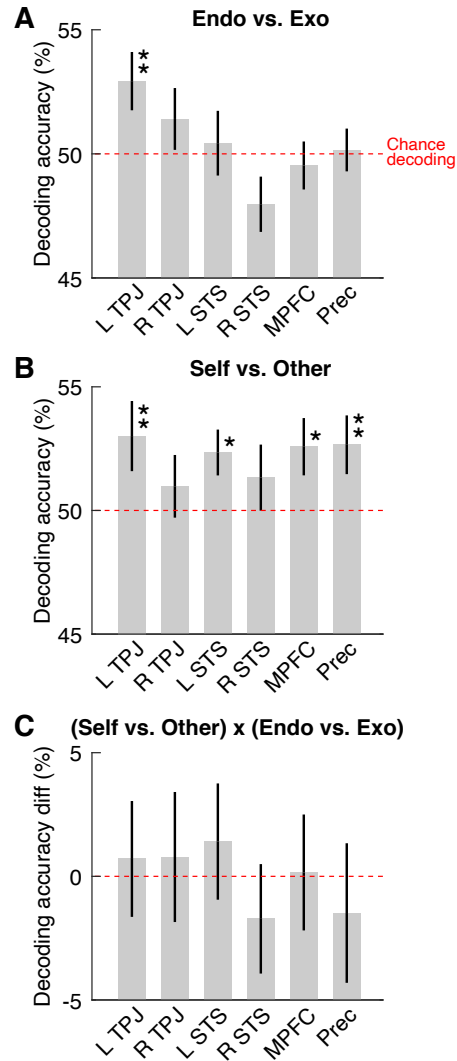 A
Endo vs. Exo
Decoding accuracy (%)
55
50
45
**
Chance
decoding
L TPJ
R TPJ
L STS
R STS
MPFC
Prec
B
Self vs. Other
Decoding accuracy (%)
55
50
45
**
*
*
**
L TPJ
R TPJ
L STS
R STS
MPFC
Prec
C
(Self vs. Other) x (Endo vs. Exo)
Decoding accuracy diff (%)
5
0
-5
L TPJ
R TPJ
L STS
R STS
MPFC
Prec